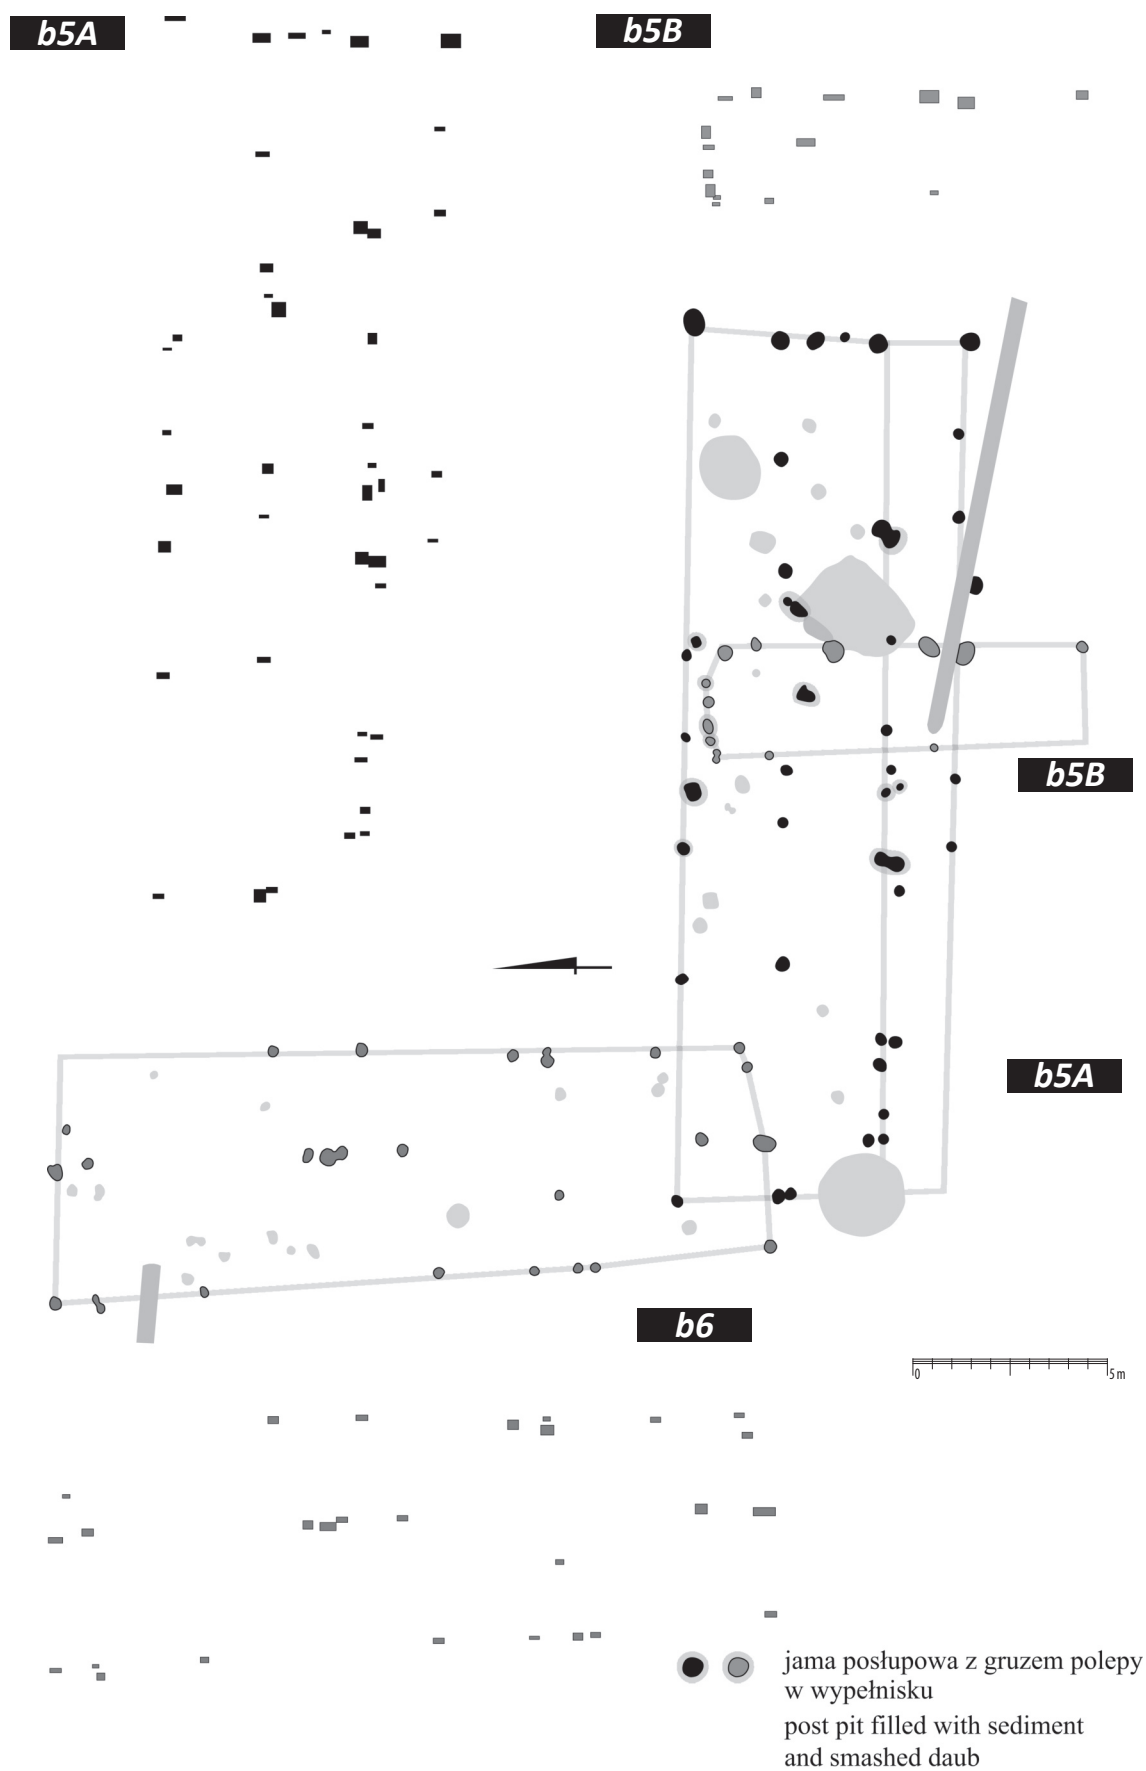 b5A
b5B
b5B
b5A
b6
0 5 m
jama posłupowa z gruzem polepy
w wypełnisku
post pit filled with sediment
and smashed daub